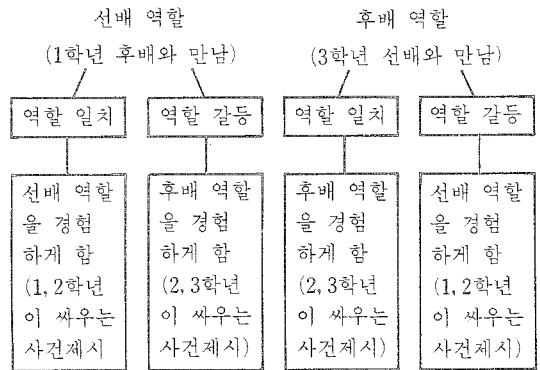 선배 역할 후배 역할
(1학년 후배와 만남) (3학년 선배와 만남)
역할 일치 역할 갈등 역할 일치 역할 갈등
선배 역할
을 경험
하게 함
(1, 2학년
이 싸우는
사건제시
후배 역할
을 경험
하게 함
(2, 3학년
이 싸우는
사건제시)
후배 역할
을 경험
하게 함
(2, 3학년
이 싸우는
사건제시)
선배 역할
을 경험
하게 함
(1, 2학년
이 싸우는
사건제시)